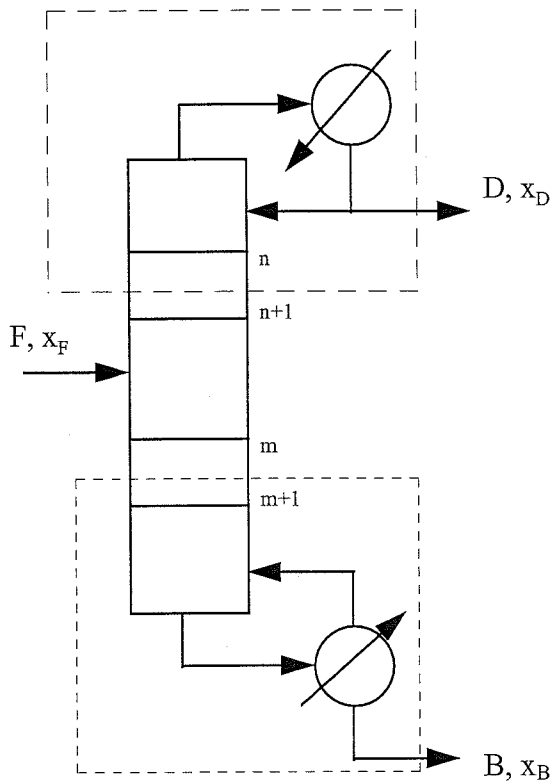 D, x_D
n
n+1
F, x_F
m
m+1
B, x_B